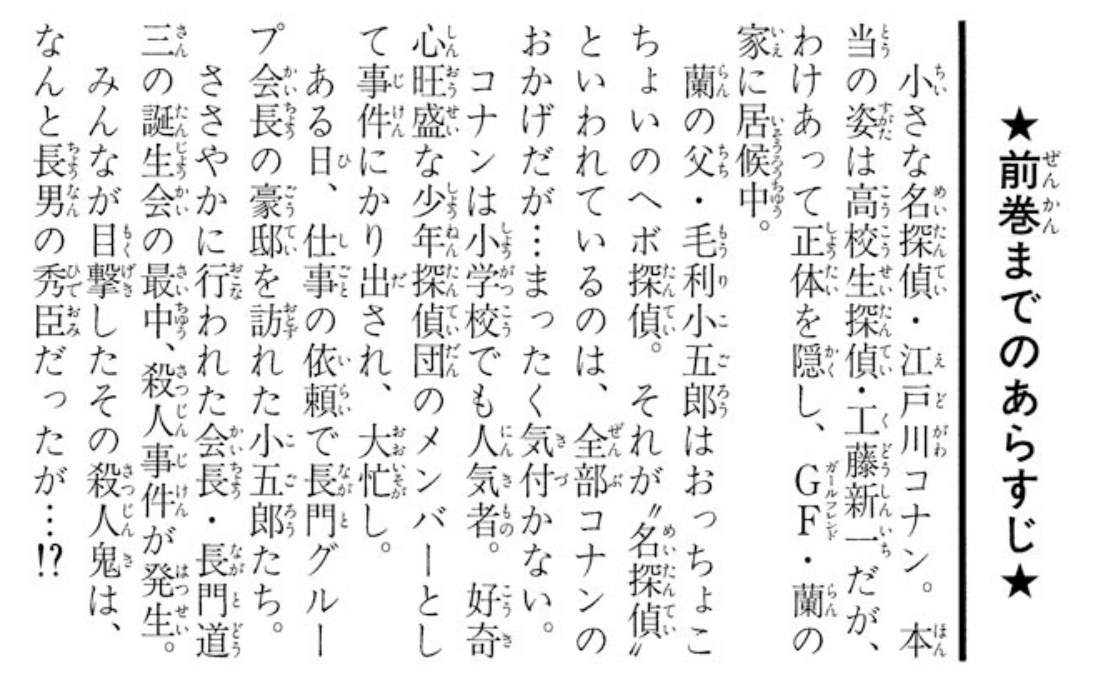 ★前巻までのあらすじ★
小さな名探偵・江戸川コナン。本
当の姿は高校生探偵・工藤新一だが、
わけあって正体を隠し、GF・蘭の
家に居候中。
蘭の父・毛利小五郎はおっちょこ
ちょいのヘボ探偵。それが〝名探偵〟
といわれているのは、全部コナンの
おかげだが…まったく気付かない。
コナンは小学校でも人気者。好奇
心旺盛な少年探偵団のメンバーとし
て事件にかり出され、大忙し。
ある日、仕事の依頼で長門グルー
プ会長の豪邸を訪れた小五郎たち。
ささやかに行われた会長・長門道
三の誕生会の最中、殺人事件が発生。
みんなが目撃したその殺人鬼は、
なんと長男の秀臣だったが…!?